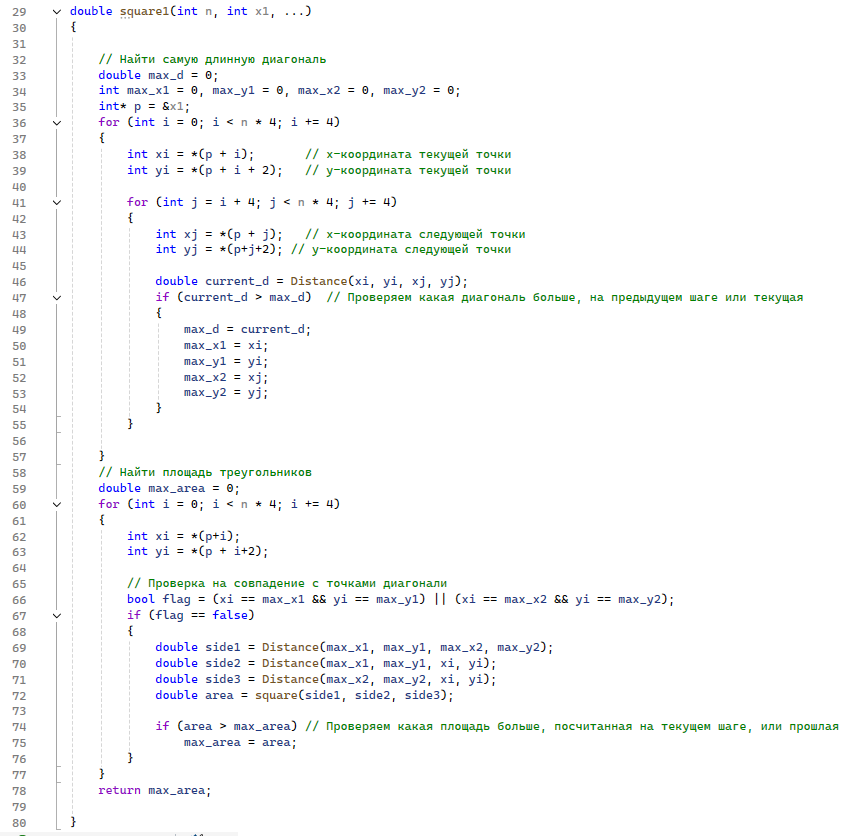 29 double square1(int n, int x1, ...)
30 {
31
32 // Найти самую длинную диагональ
33 double max_d = 0;
34 int max_x1 = 0, max_y1 = 0, max_x2 = 0, max_y2 = 0;
35 int* p = &x1;
36 for (int i = 0; i < n * 4; i += 4)
37 {
38 int xi = *(p + i); // x-координата текущей точки
39 int yi = *(p + i + 2); // y-координата текущей точки
40
41 for (int j = i + 4; j < n * 4; j += 4)
42 {
43 int xj = *(p + j); // x-координата следующей точки
44 int yj = *(p+j+2); // y-координата следующей точки
45
46 double current_d = Distance(xi, yi, xj, yj);
47 if (current_d > max_d) // Проверяем какая диагональ больше, на предыдущем шаге или текущая
48 {
49 max_d = current_d;
50 max_x1 = xi;
51 max_y1 = yi;
52 max_x2 = xj;
53 max_y2 = yj;
54 }
55 }
56
57 }
58 // Найти площадь треугольников
59 double max_area = 0;
60 for (int i = 0; i < n * 4; i += 4)
61 {
62 int xi = *(p+i);
63 int yi = *(p + i+2);
64
65 // Проверка на совпадение с точками диагонали
66 bool flag = (xi == max_x1 && yi == max_y1) || (xi == max_x2 && yi == max_y2);
67 if (flag == false)
68 {
69 double side1 = Distance(max_x1, max_y1, max_x2, max_y2);
70 double side2 = Distance(max_x1, max_y1, xi, yi);
71 double side3 = Distance(max_x2, max_y2, xi, yi);
72 double area = square(side1, side2, side3);
73
74 if (area > max_area) // Проверяем какая площадь больше, посчитанная на текущем шаге, или прошлая
75 max_area = area;
76 }
77 }
78 return max_area;
79
80 }